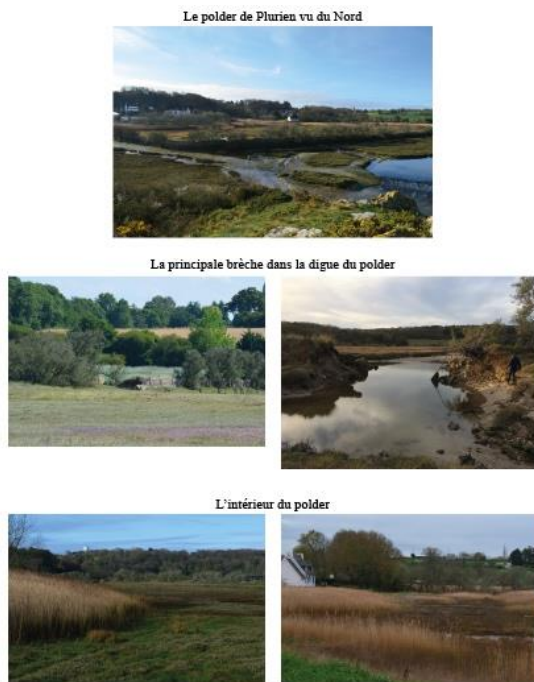 Le polder de Plurien vu du Nord
La principale brèche dans la digue du polder
L'intérieur du polder